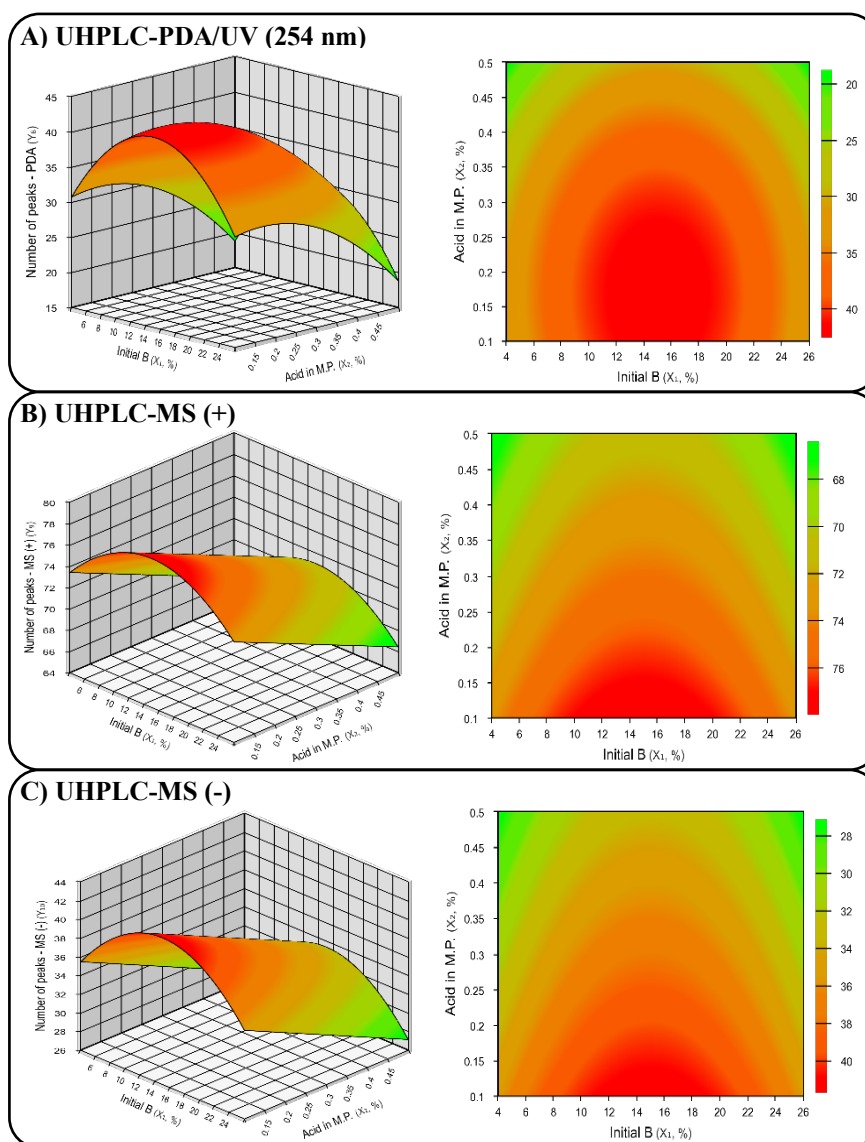 A) UHPLC-PDA/UV (254 nm)
Number of peaks - PDA (Y₆)
45
40
35
30
25
20
15
6 8 10 12 14 16 18 20 22 24
Initial B (X₁, %)
0.15 0.2 0.25 0.3 0.35 0.4 0.45
Acid in M.P. (X₂, %)
Acid in M.P. (X₂, %)
0.5
0.45
0.4
0.35
0.3
0.25
0.2
0.15
0.1
4 6 8 10 12 14 16 18 20 22 24 26
Initial B (X₁, %)
20
25
30
35
40
B) UHPLC-MS (+)
Number of peaks - MS (+) (Y₉)
80
78
76
74
72
70
68
66
64
6 8 10 12 14 16 18 20 22 24
Initial B (X₁, %)
0.15 0.2 0.25 0.3 0.35 0.4 0.45
Acid in M.P. (X₂, %)
Acid in M.P. (X₂, %)
0.5
0.45
0.4
0.35
0.3
0.25
0.2
0.15
0.1
4 6 8 10 12 14 16 18 20 22 24 26
Initial B (X₁, %)
68
70
72
74
76
C) UHPLC-MS (-)
Number of peaks - MS (-) (Y₁₃)
44
42
40
38
36
34
32
30
28
26
6 8 10 12 14 16 18 20 22 24
Initial B (X₁, %)
0.15 0.2 0.25 0.3 0.35 0.4 0.45
Acid in M.P. (X₂, %)
Acid in M.P. (X₂, %)
0.5
0.45
0.4
0.35
0.3
0.25
0.2
0.15
0.1
4 6 8 10 12 14 16 18 20 22 24 26
Initial B (X₁, %)
28
30
32
34
36
38
40